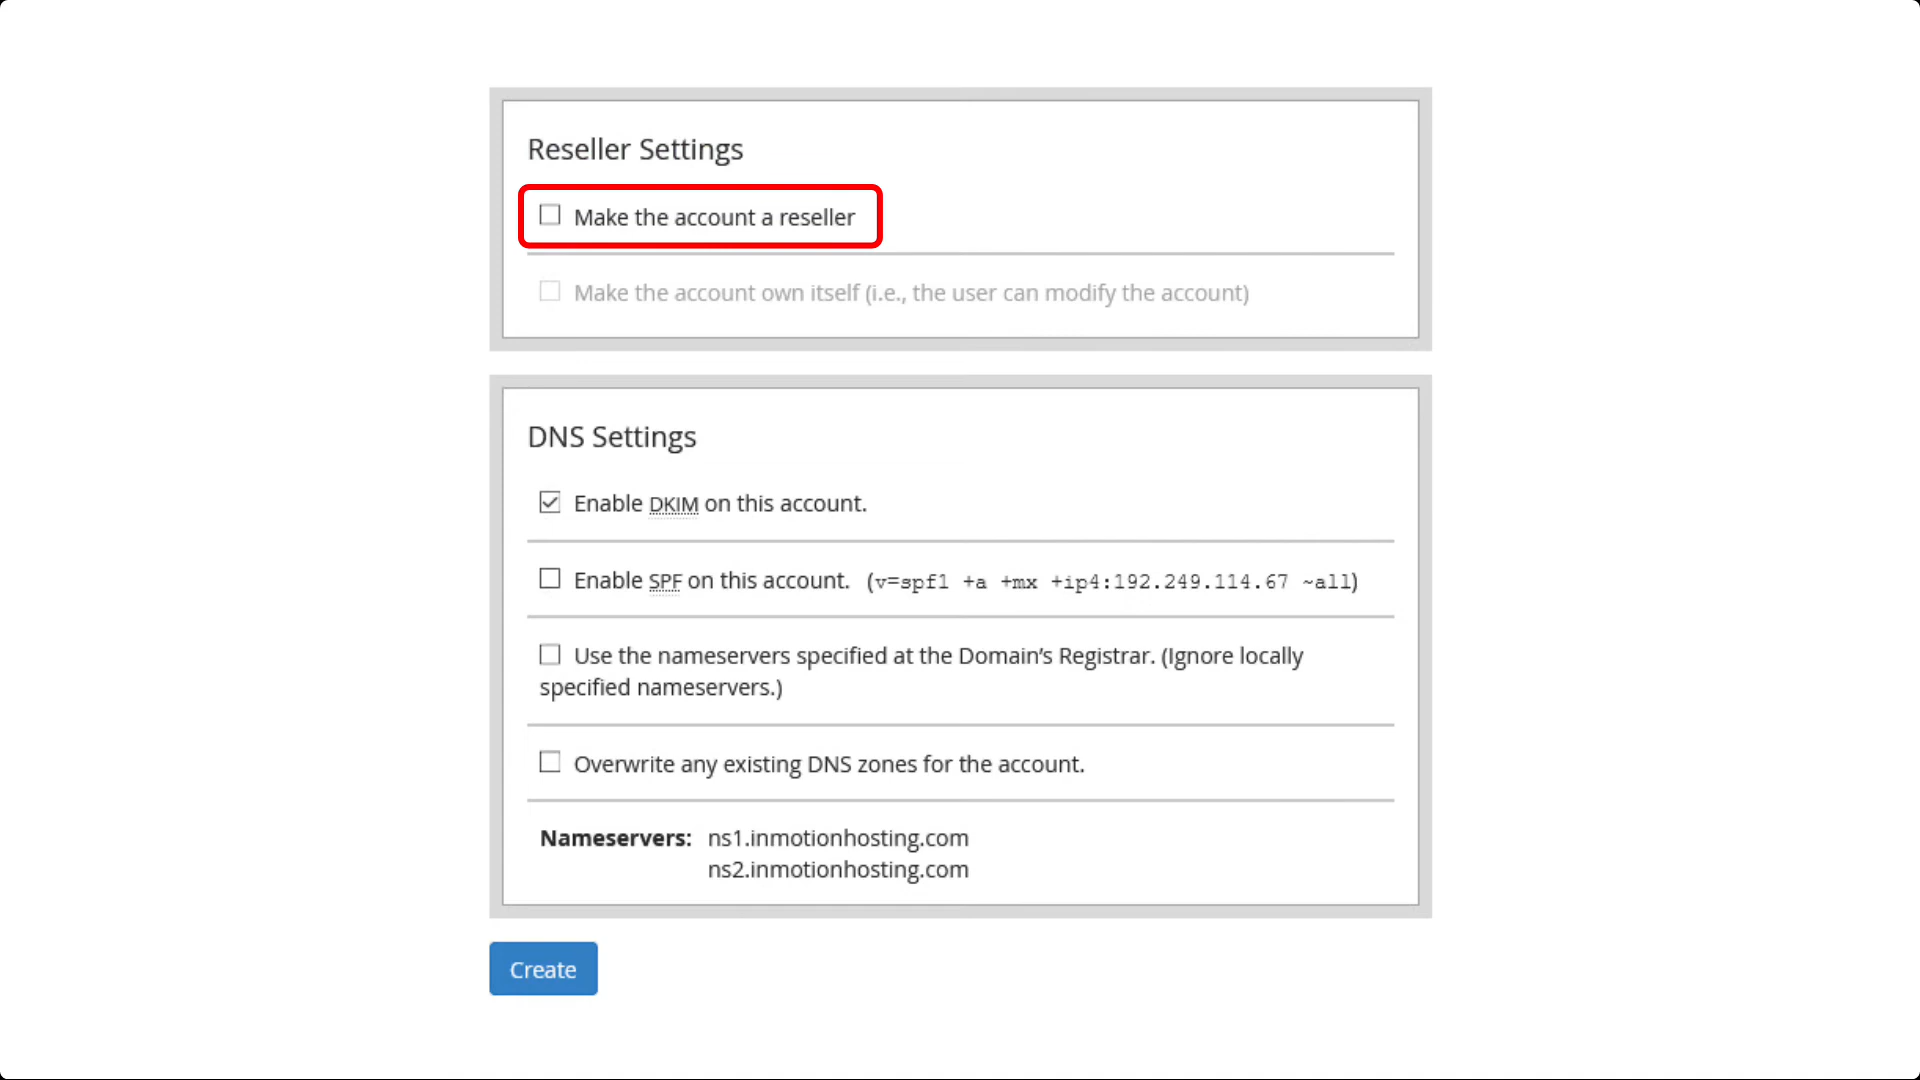 Reseller Settings
Make the account a reseller
Make the account own itself (i.e., the user can modify the account)
DNS Settings
Enable DKIM on this account.
Enable SPF on this account. (v=spf1 +a +mx +ip4:192.249.114.67 ~all)
Use the nameservers specified at the Domain’s Registrar. (Ignore locally
specified nameservers.)
Overwrite any existing DNS zones for the account.
Nameservers: ns1.inmotionhosting.com
ns2.inmotionhosting.com
Create